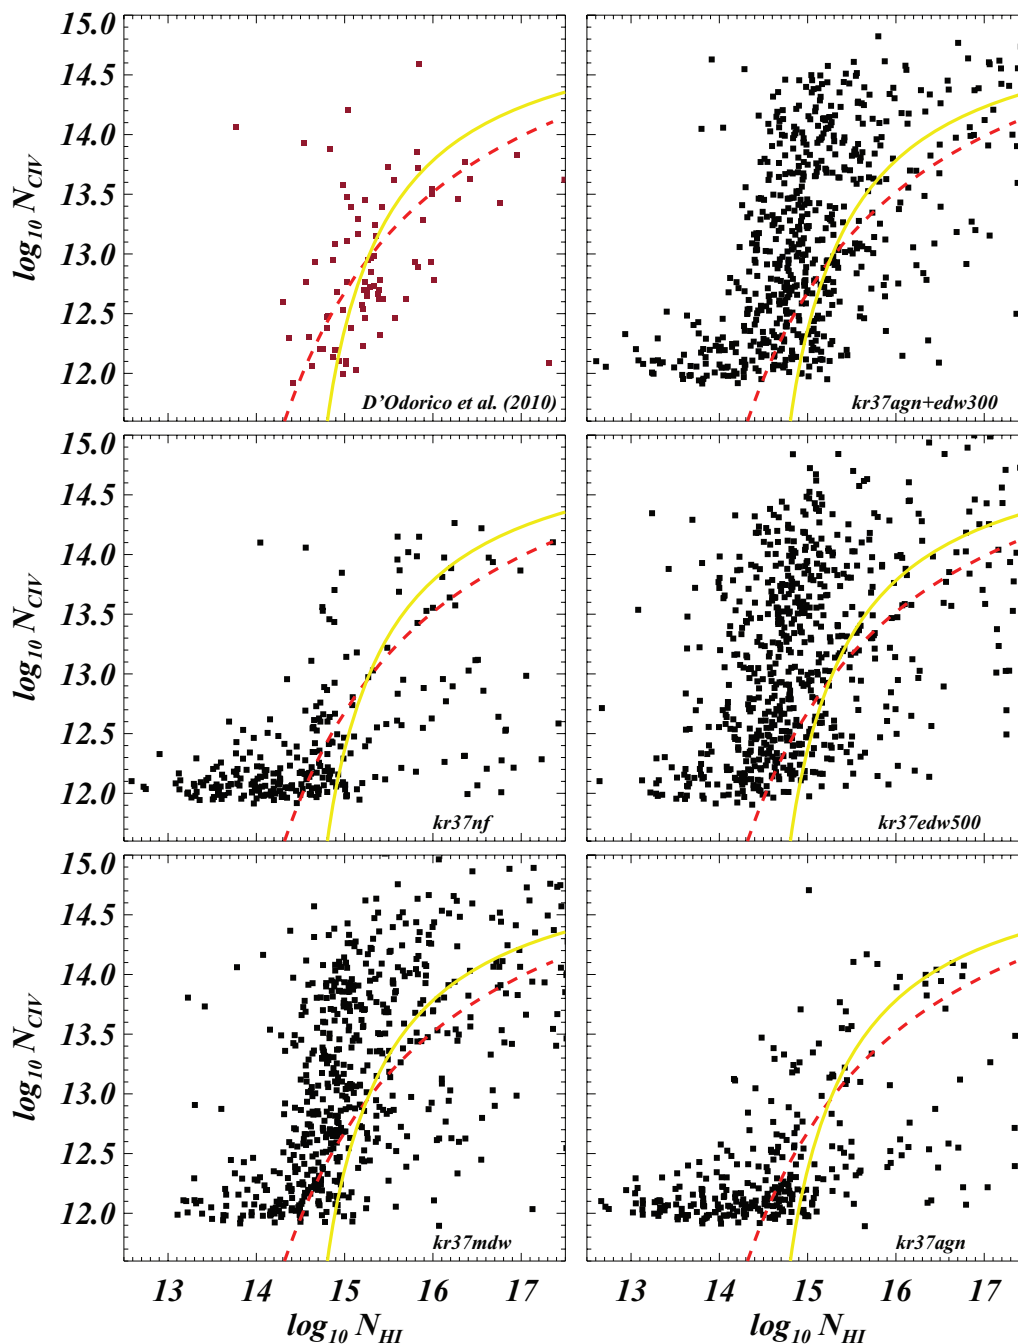 15.0
14.5
14.0
13.5
13.0
12.5
12.0
log10 NCIV
D'Odorico et al. (2010)
kr37agn+edw300
15.0
14.5
14.0
13.5
13.0
12.5
12.0
log10 NCIV
kr37nf
kr37edw500
15.0
14.5
14.0
13.5
13.0
12.5
12.0
log10 NCIV
kr37mdw
kr37agn
13 14 15 16 17
13 14 15 16 17
log10 NHI
log10 NHI